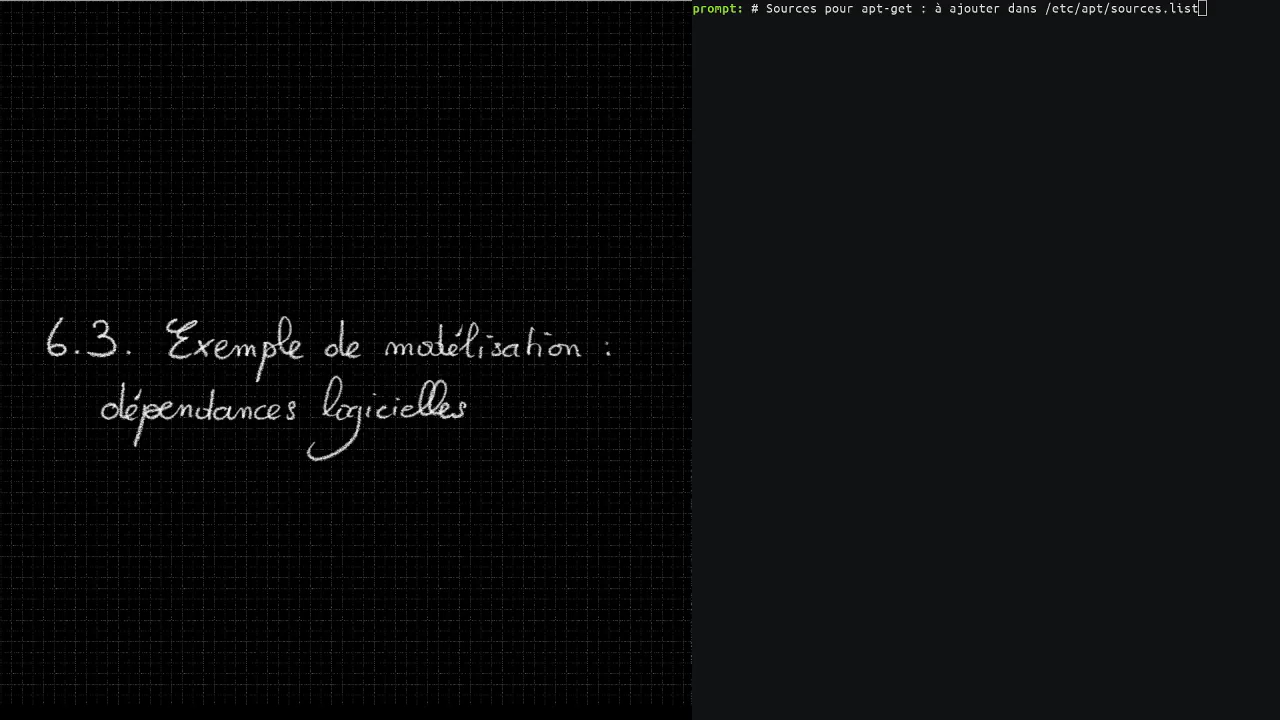 6.3. Exemple de modélisation :
dépendances logicielles
prompt: # Sources pour apt-get : à ajouter dans /etc/apt/sources.list